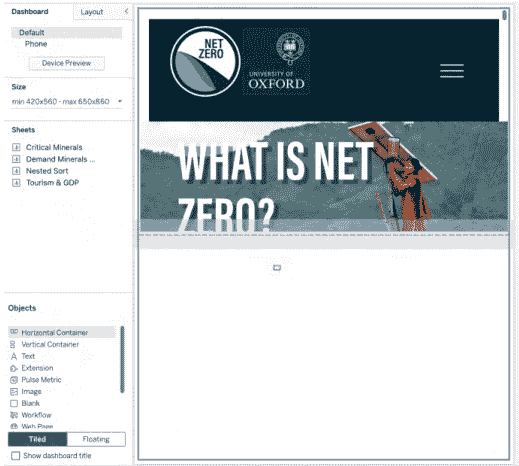 Dashboard
Layout
Default
Phone
Device Preview
Size
min 420x560 - max 650x860
Sheets
Critical Minerals
Demand Minerals ...
Nested Sort
Tourism & GDP
Objects
Horizontal Container
Vertical Container
Text
Extension
Pulse Metric
Image
Blank
Workflow
Web Page
Tiled
Floating
Show dashboard title
NET
ZERO
UNIVERSITY OF
OXFORD
WHAT IS NET
ZERO?